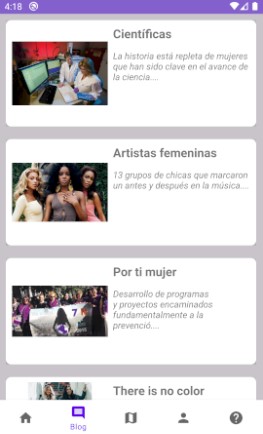 4:18
Científicas
La historia está repleta de mujeres
que han sido clave en el avance de
la ciencia....
Artistas femeninas
13 grupos de chicas que marcaron
un antes y después en la música....
Por ti mujer
Desarrollo de programas
y proyectos encaminados
fundamentalmente a la
prevenció....
7
There is no color
Blog